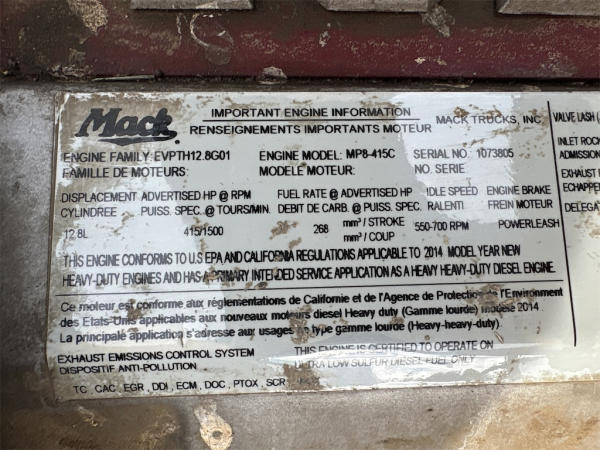 Mack
IMPORTANT ENGINE INFORMATION
RENSEIGNEMENTS IMPORTANTS MOTEUR
MACK TRUCKS, INC.
ENGINE FAMILY: EVPTH12.8G01 ENGINE MODEL: MP8-415C SERIAL NO. 1073805
FAMILLE DE MOTEURS: MODELE MOTEUR: NO. SERIE:
DISPLACEMENT ADVERTISED HP @ RPM FUEL RATE @ ADVERTISED HP IDLE SPEED ENGINE BRAKE
CYLINDREE PUISS. SPEC. @ TOURS/MIN. DEBIT DE CARB. @ PUISS. SPEC. RALENTI FREIN MOTEUR
12.8L 415/1500 268 mm³ / STROKE 550-700 RPM POWERLEASH
mm³ / COUP
THIS ENGINE CONFORMS TO U.S EPA AND CALIFORNIA REGULATIONS APPLICABLE TO 2014 MODEL YEAR NEW
HEAVY-DUTY ENGINES AND HAS A PRIMARY INTENDED SERVICE APPLICATION AS A HEAVY HEAVY-DUTY DIESEL ENGINE.
Ce moteur est conforme aux réglementations de Californie et de l'Agence de Protection de l'Environment
des Etats-Unis applicables aux nouveaux moteurs diesel Heavy duty (Gamme lourde) modèle 2014.
La principale application s'adresse aux usages de type gamme lourde (Heavy-heavy-duty).
EXHAUST EMISSIONS CONTROL SYSTEM
DISPOSITIF ANTI-POLLUTION
THIS ENGINE IS CERTIFIED TO OPERATE ON
ULTRA LOW SULFUR DIESEL FUEL ONLY
TC, CAC, EGR, DDI, ECM, DOC, PTOX, SCR
VALVE LASH
INLET ROCK
ADMISSION
EXHAUST
ECHAPPE
DELEGA